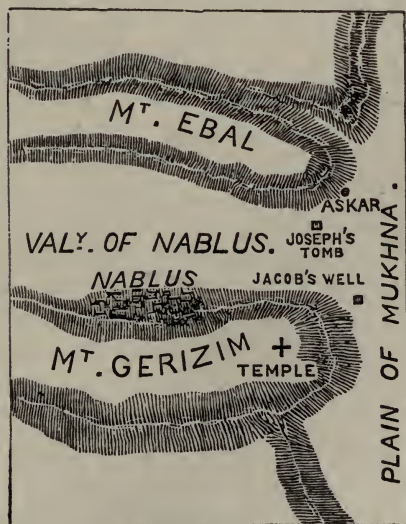 MT. EBAL
ASKAR
VALY. OF NABLUS.
JOSEPH'S
TOMB
NABLUS
JACOB'S WELL
MT. GERIZIM
TEMPLE
PLAIN OF MUKHNA.